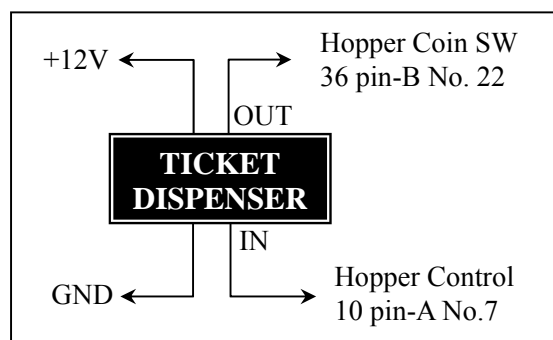 +12V
Hopper Coin SW
36 pin-B No. 22
OUT
TICKET
DISPENSER
IN
GND
Hopper Control
10 pin-A No.7